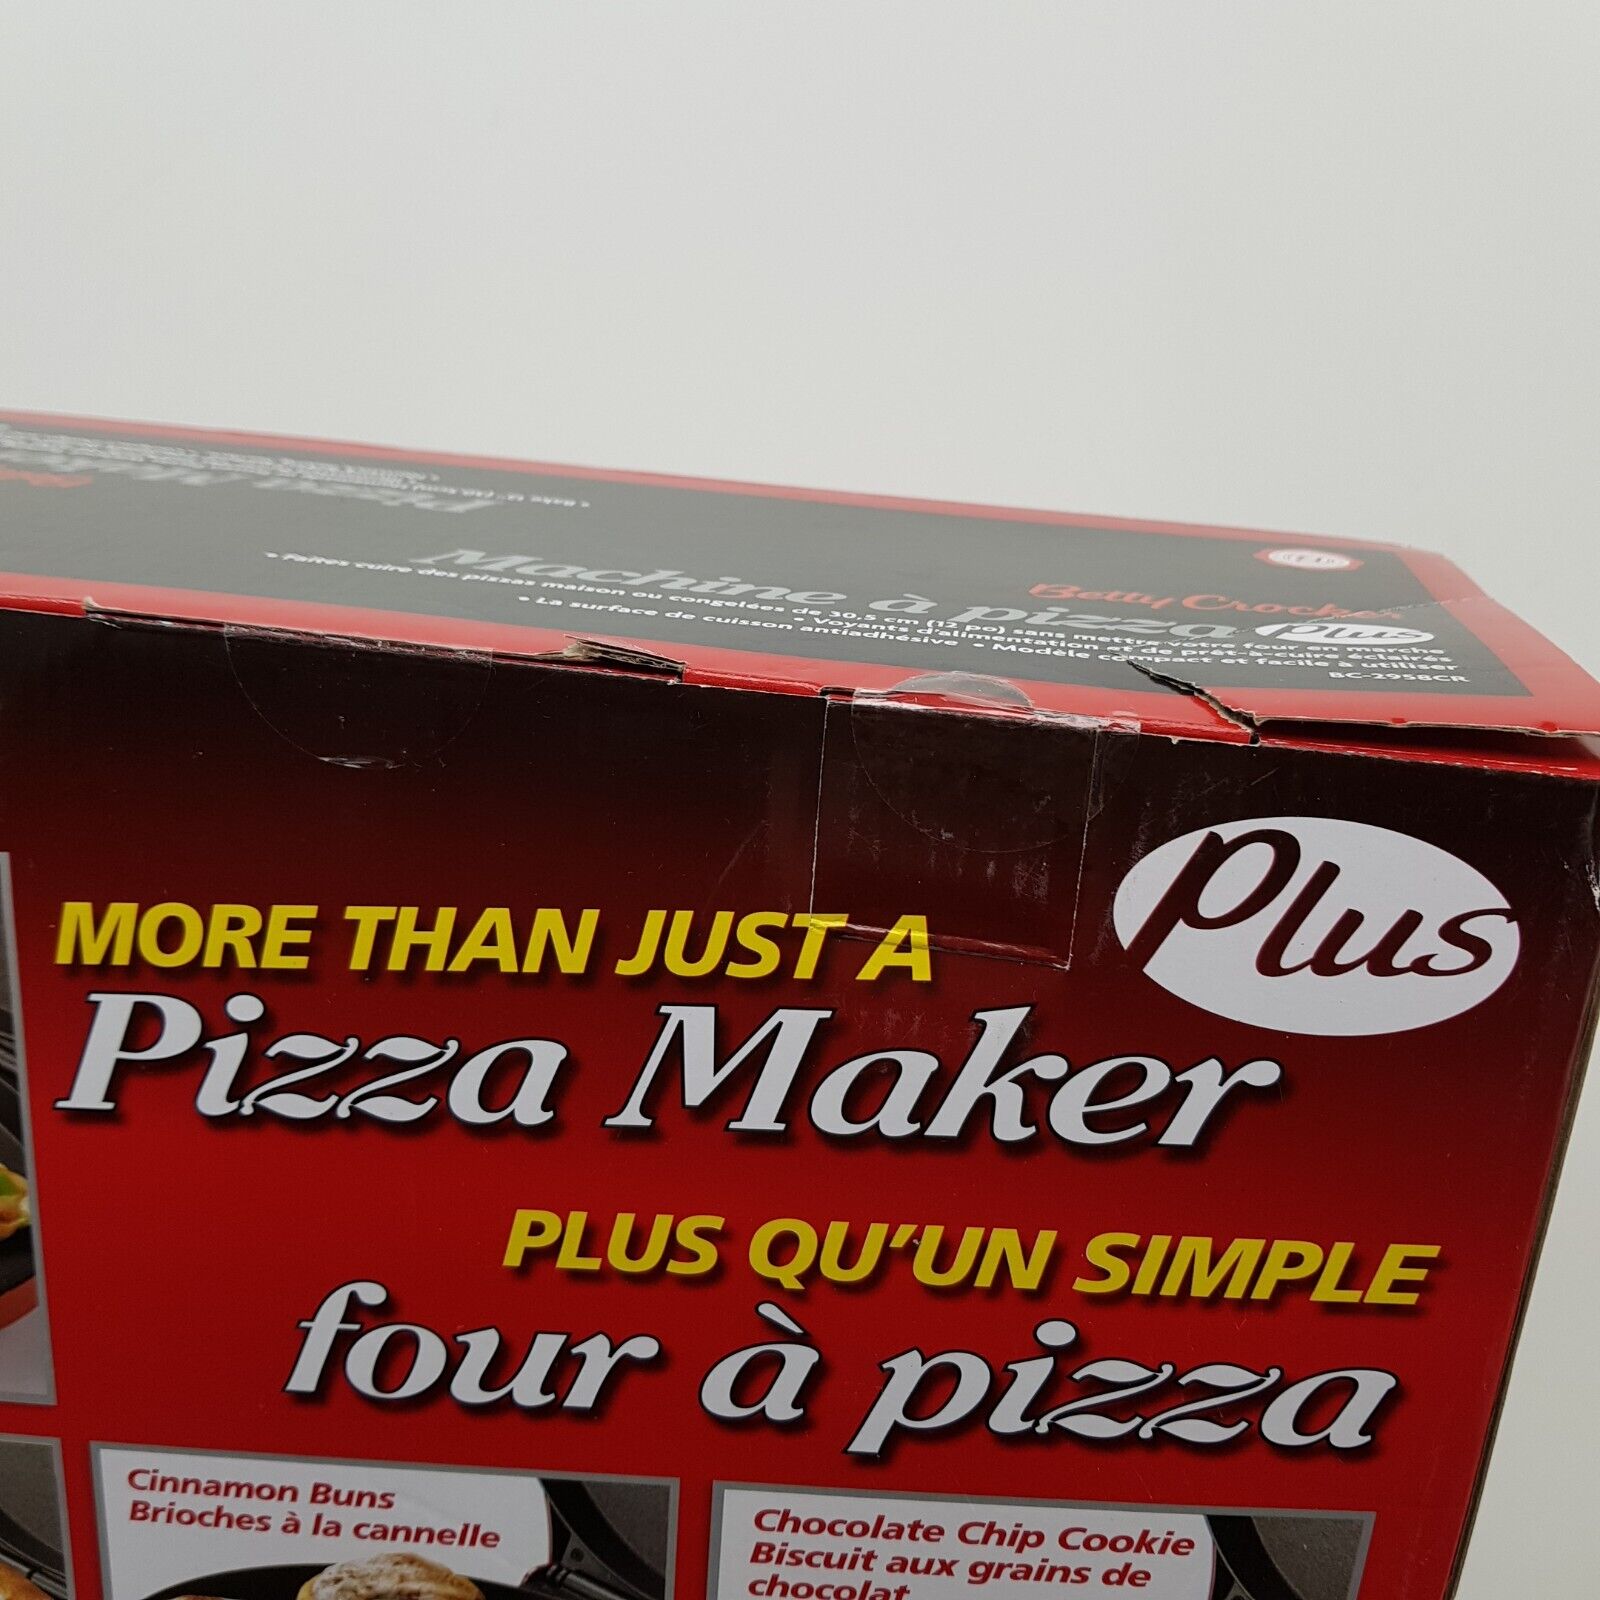 Betty Crocker
Machine à pizza Plus
• Faites cuire des pizzas maison ou congelées de 30,5 cm (12 po) sans mettre votre four en marche
• Voyants d'alimentation et de prêt-à-cuire éclairés
• La surface de cuisson antiadhésive • Modèle compact et facile à utiliser
BC-2958CR
Plus
MORE THAN JUST A
Pizza Maker
PLUS QU'UN SIMPLE
four à pizza
Cinnamon Buns
Brioches à la cannelle
Chocolate Chip Cookie
Biscuit aux grains de
chocolat